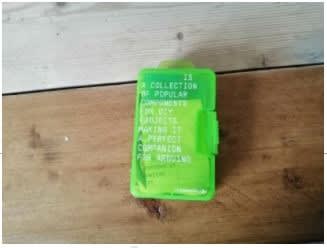 IS
A COLLECTION
OF POPULAR
COMPONENTS
FOR DIY
PROJECTS
MAKING IT
A PERFECT
COMPANION
FOR ARDUINO